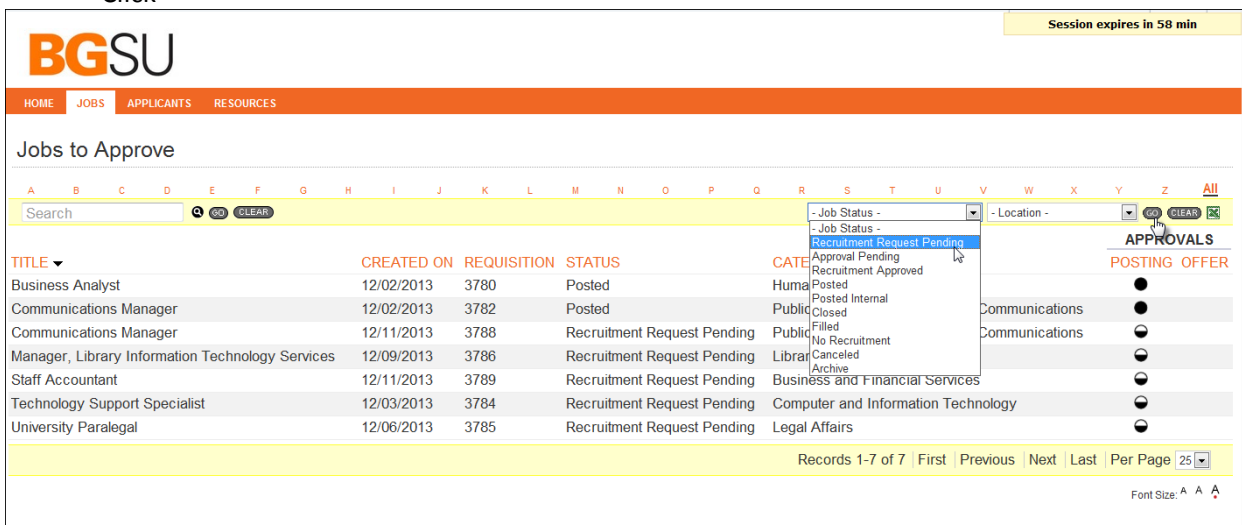 Session expires in 58 min
BGSU
HOME JOBS APPLICANTS RESOURCES
Jobs to Approve
A B C D E F G H I J K L M N O P Q R S T U V W X Y Z All
Search GO CLEAR - Job Status - - Location - GO CLEAR
- Job Status -
Recruitment Request Pending
Approval Pending
Recruitment Approved
Posted
Posted Internal
Closed
Filled
No Recruitment
Canceled
Archive
APPROVALS
TITLE CREATED ON REQUISITION STATUS CATE POSTING OFFER
Business Analyst 12/02/2013 3780 Posted Huma
Communications Manager 12/02/2013 3782 Posted Public Communications
Communications Manager 12/11/2013 3788 Recruitment Request Pending Public Communications
Manager, Library Information Technology Services 12/09/2013 3786 Recruitment Request Pending Librar
Staff Accountant 12/11/2013 3789 Recruitment Request Pending Business and Financial Services
Technology Support Specialist 12/03/2013 3784 Recruitment Request Pending Computer and Information Technology
University Paralegal 12/06/2013 3785 Recruitment Request Pending Legal Affairs
Records 1-7 of 7 First Previous Next Last Per Page 25
Font Size: A A A